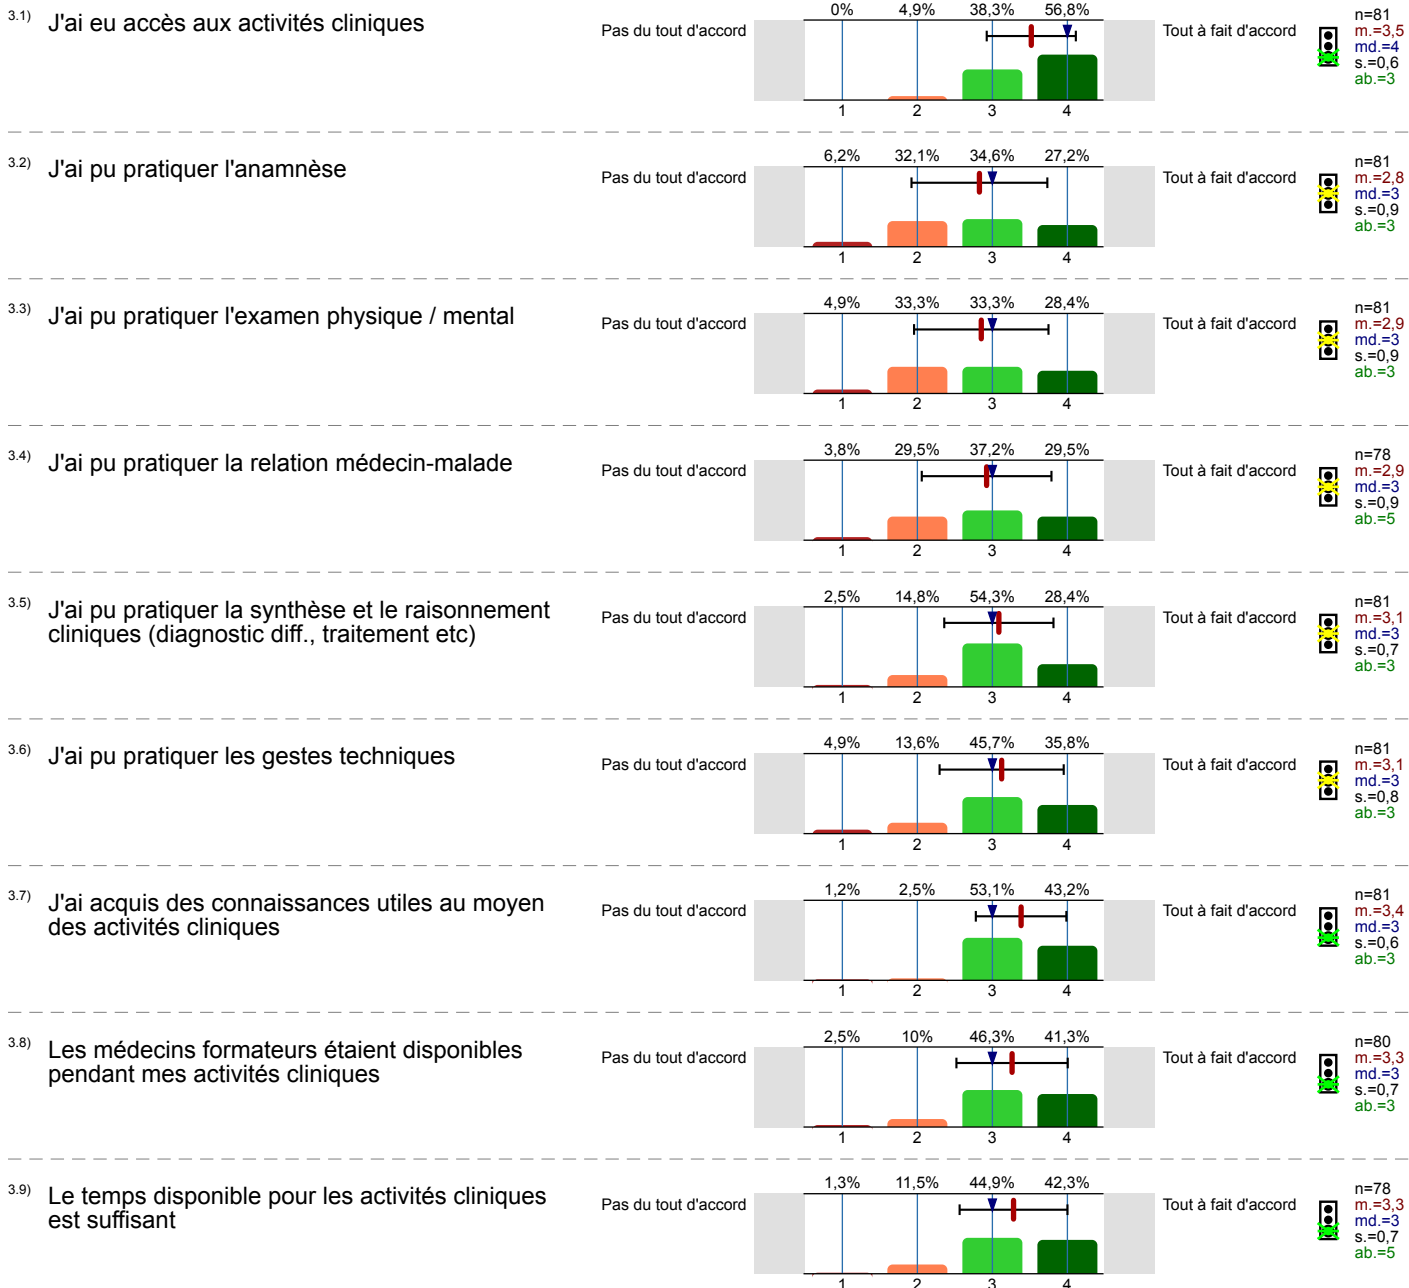 3.1) J'ai eu accès aux activités cliniques
Pas du tout d'accord
0% 4,9% 38,3% 56,8%
1 2 3 4
Tout à fait d'accord
n=81
m.=3,5
md.=4
s.=0,6
ab.=3
3.2) J'ai pu pratiquer l'anamnèse
Pas du tout d'accord
6,2% 32,1% 34,6% 27,2%
1 2 3 4
Tout à fait d'accord
n=81
m.=2,8
md.=3
s.=0,9
ab.=3
3.3) J'ai pu pratiquer l'examen physique / mental
Pas du tout d'accord
4,9% 33,3% 33,3% 28,4%
1 2 3 4
Tout à fait d'accord
n=81
m.=2,9
md.=3
s.=0,9
ab.=3
3.4) J'ai pu pratiquer la relation médecin-malade
Pas du tout d'accord
3,8% 29,5% 37,2% 29,5%
1 2 3 4
Tout à fait d'accord
n=78
m.=2,9
md.=3
s.=0,9
ab.=5
3.5) J'ai pu pratiquer la synthèse et le raisonnement
cliniques (diagnostic diff., traitement etc)
Pas du tout d'accord
2,5% 14,8% 54,3% 28,4%
1 2 3 4
Tout à fait d'accord
n=81
m.=3,1
md.=3
s.=0,7
ab.=3
3.6) J'ai pu pratiquer les gestes techniques
Pas du tout d'accord
4,9% 13,6% 45,7% 35,8%
1 2 3 4
Tout à fait d'accord
n=81
m.=3,1
md.=3
s.=0,8
ab.=3
3.7) J'ai acquis des connaissances utiles au moyen
des activités cliniques
Pas du tout d'accord
1,2% 2,5% 53,1% 43,2%
1 2 3 4
Tout à fait d'accord
n=81
m.=3,4
md.=3
s.=0,6
ab.=3
3.8) Les médecins formateurs étaient disponibles
pendant mes activités cliniques
Pas du tout d'accord
2,5% 10% 46,3% 41,3%
1 2 3 4
Tout à fait d'accord
n=80
m.=3,3
md.=3
s.=0,7
ab.=3
3.9) Le temps disponible pour les activités cliniques
est suffisant
Pas du tout d'accord
1,3% 11,5% 44,9% 42,3%
1 2 3 4
Tout à fait d'accord
n=78
m.=3,3
md.=3
s.=0,7
ab.=5